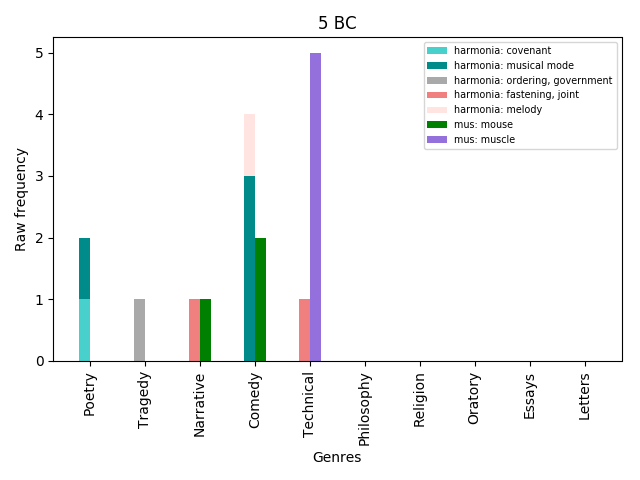 5 BC
harmonia: covenant
harmonia: musical mode
harmonia: ordering, government
harmonia: fastening, joint
harmonia: melody
mus: mouse
mus: muscle
Raw frequency
5
4
3
2
1
0
Poetry
Tragedy
Narrative
Comedy
Technical
Philosophy
Religion
Oratory
Essays
Letters
Genres